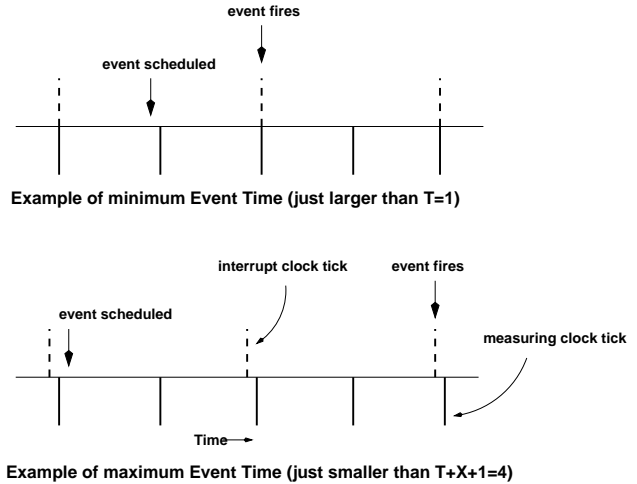 event fires
event scheduled
Example of minimum Event Time (just larger than T=1)
interrupt clock tick
event fires
event scheduled
measuring clock tick
Time
Example of maximum Event Time (just smaller than T+X+1=4)